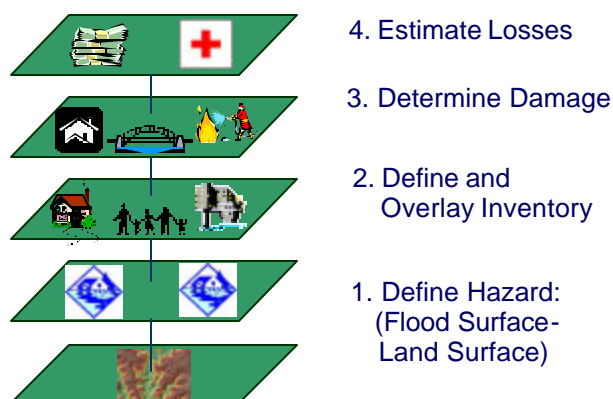 4. Estimate Losses
3. Determine Damage
2. Define and
Overlay Inventory
1. Define Hazard:
(Flood Surface-
Land Surface)